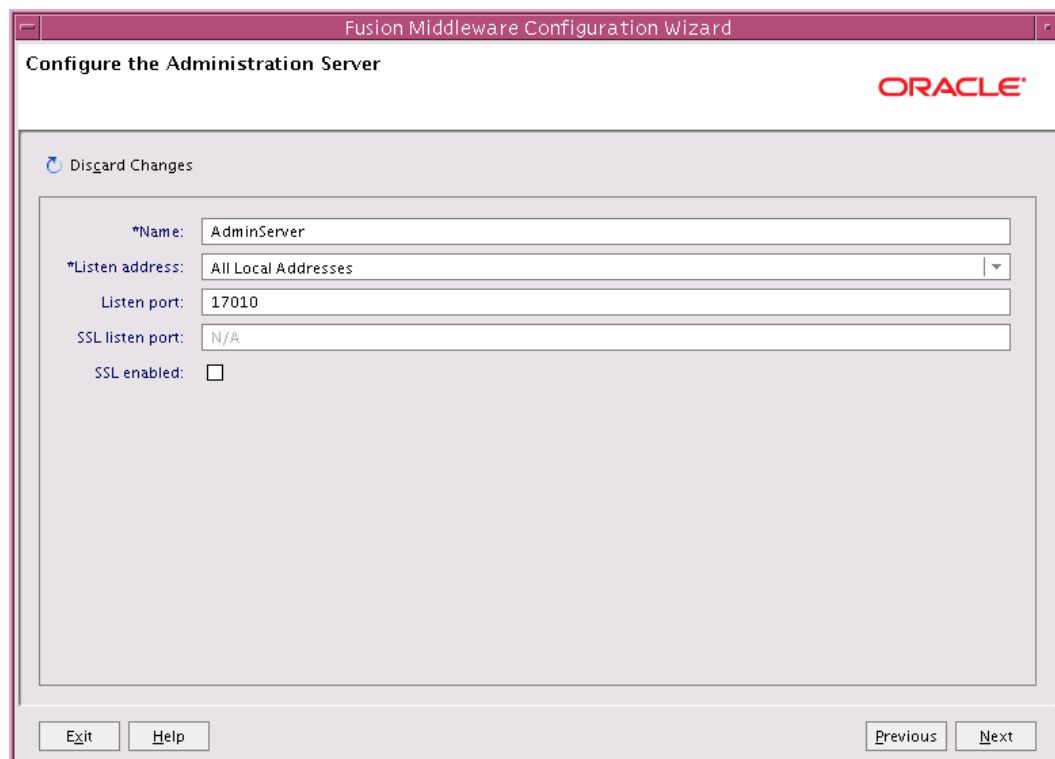 Fusion Middleware Configuration Wizard
Configure the Administration Server
ORACLE
Discard Changes
*Name: AdminServer
*Listen address: All Local Addresses
Listen port: 17010
SSL listen port: N/A
SSL enabled:
Exit Help Previous Next